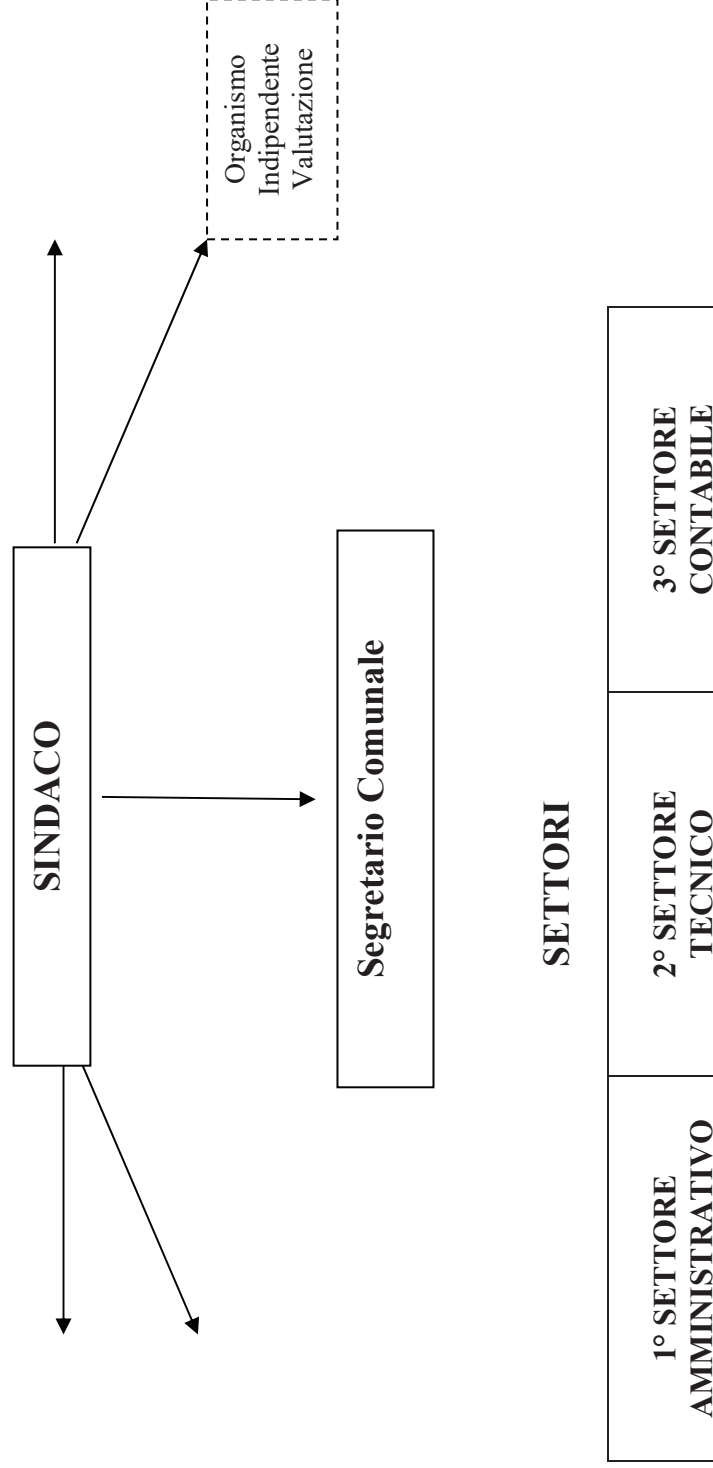 SINDACO
Organismo
Indipendente
Valutazione
Segretario Comunale
SETTORI
1° SETTORE
AMMINISTRATIVO
2° SETTORE
TECNICO
3° SETTORE
CONTABILE